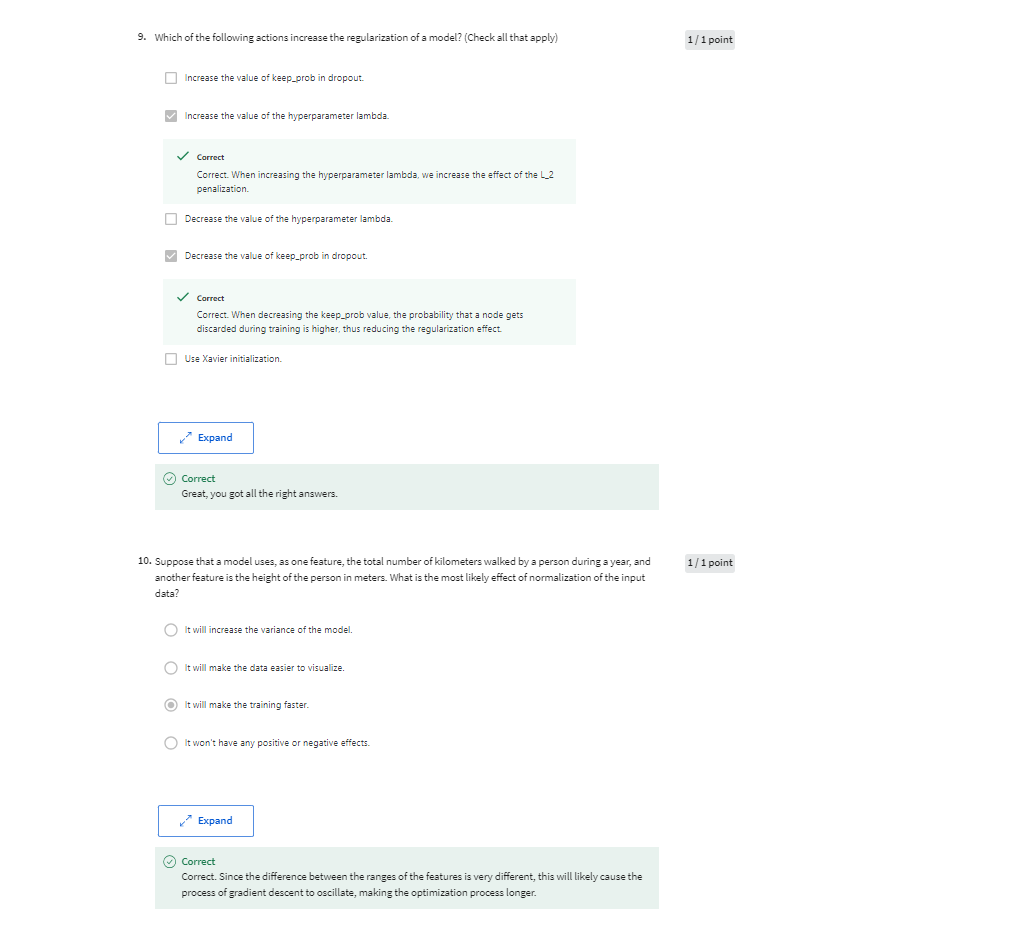 9. Which of the following actions increase the regularization of a model? (Check all that apply)
1 / 1 point
Increase the value of keep_prob in dropout.
Increase the value of the hyperparameter lambda.
Correct
Correct. When increasing the hyperparameter lambda, we increase the effect of the L_2
penalization.
Decrease the value of the hyperparameter lambda.
Decrease the value of keep_prob in dropout.
Correct
Correct. When decreasing the keep_prob value, the probability that a node gets
discarded during training is higher, thus reducing the regularization effect.
Use Xavier initialization.
Expand
Correct
Great, you got all the right answers.
10. Suppose that a model uses, as one feature, the total number of kilometers walked by a person during a year, and
1 / 1 point
another feature is the height of the person in meters. What is the most likely effect of normalization of the input
data?
It will increase the variance of the model.
It will make the data easier to visualize.
It will make the training faster.
It won't have any positive or negative effects.
Expand
Correct
Correct. Since the difference between the ranges of the features is very different, this will likely cause the
process of gradient descent to oscillate, making the optimization process longer.